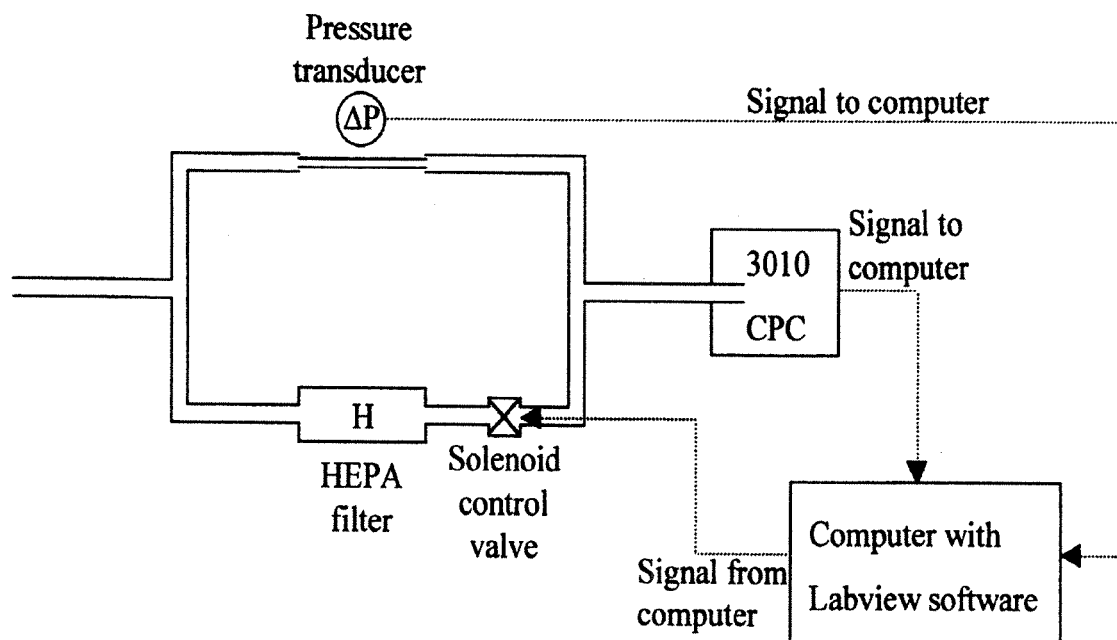 Pressure
transducer
ΔP
Signal to computer
Signal to
computer
3010
CPC
H
HEPA
filter
Solenoid
control
valve
Signal from
computer
Computer with
Labview software